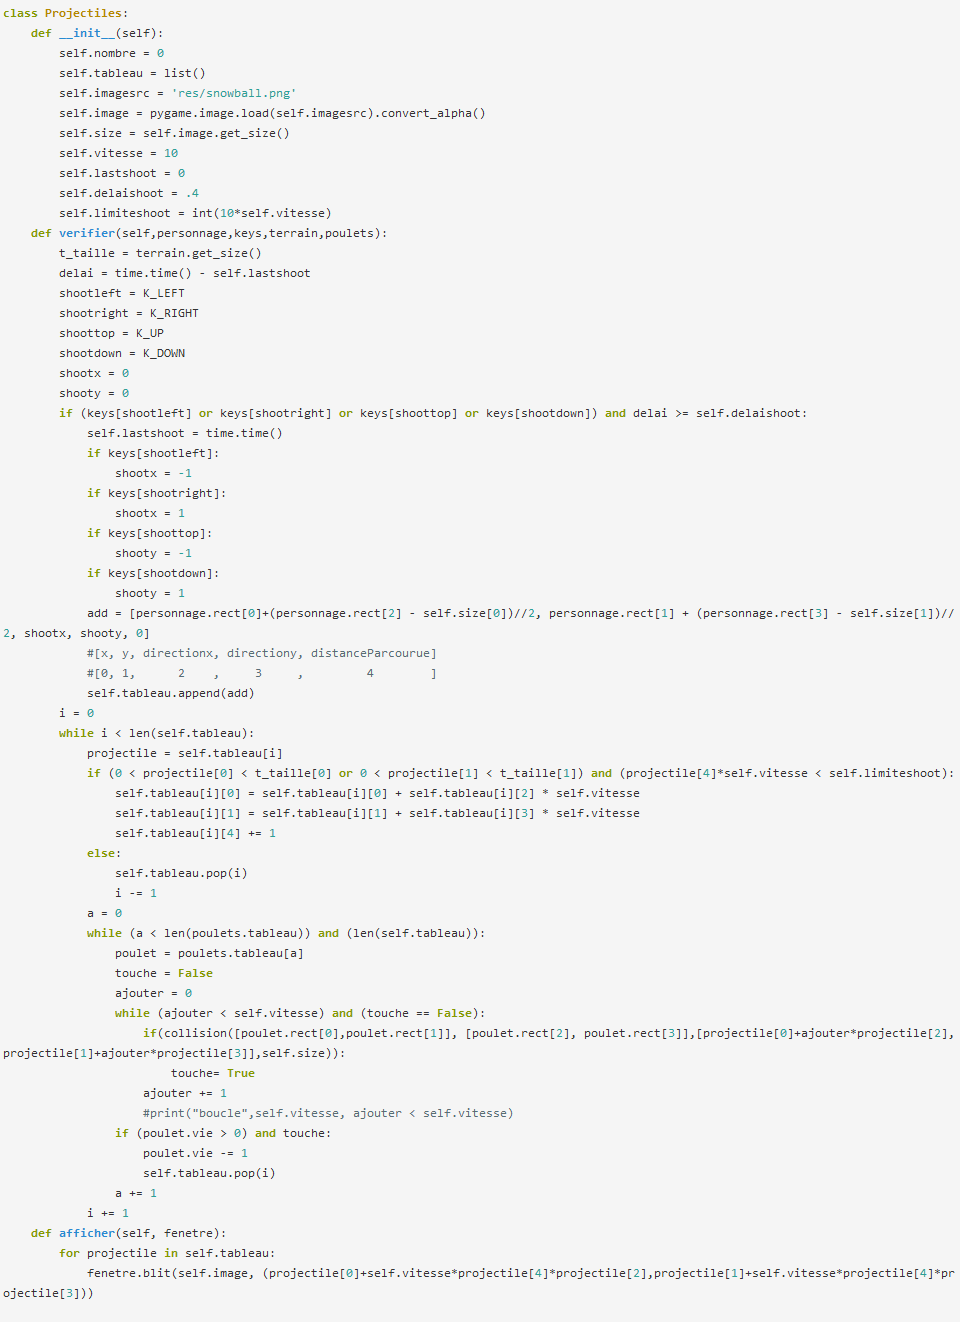 class Projectiles:
    def __init__(self):
        self.nombre = 0
        self.tableau = list()
        self.imagesrc = 'res/snowball.png'
        self.image = pygame.image.load(self.imagesrc).convert_alpha()
        self.size = self.image.get_size()
        self.vitesse = 10
        self.lastshoot = 0
        self.delaishoot = .4
        self.limiteshoot = int(10*self.vitesse)
    def verifier(self,personnage,keys,terrain,poulets):
        t_taille = terrain.get_size()
        delai = time.time() - self.lastshoot
        shootleft = K_LEFT
        shootright = K_RIGHT
        shoottop = K_UP
        shootdown = K_DOWN
        shootx = 0
        shooty = 0
        if (keys[shootleft] or keys[shootright] or keys[shoottop] or keys[shootdown]) and delai >= self.delaishoot:
            self.lastshoot = time.time()
            if keys[shootleft]:
                shootx = -1
            if keys[shootright]:
                shootx = 1
            if keys[shoottop]:
                shooty = -1
            if keys[shootdown]:
                shooty = 1
            add = [personnage.rect[0]+(personnage.rect[2] - self.size[0])//2, personnage.rect[1] + (personnage.rect[3] - self.size[1])//
2, shootx, shooty, 0]
            #[x, y, directionx, directiony, distanceParcourue]
            #[0, 1,      2    ,     3     ,         4        ]
            self.tableau.append(add)
        i = 0
        while i < len(self.tableau):
            projectile = self.tableau[i]
            if (0 < projectile[0] < t_taille[0] or 0 < projectile[1] < t_taille[1]) and (projectile[4]*self.vitesse < self.limiteshoot):
                self.tableau[i][0] = self.tableau[i][0] + self.tableau[i][2] * self.vitesse
                self.tableau[i][1] = self.tableau[i][1] + self.tableau[i][3] * self.vitesse
                self.tableau[i][4] += 1
            else:
                self.tableau.pop(i)
                i -= 1
            a = 0
            while (a < len(poulets.tableau)) and (len(self.tableau)):
                poulet = poulets.tableau[a]
                touche = False
                ajouter = 0
                while (ajouter < self.vitesse) and (touche == False):
                    if(collision([poulet.rect[0],poulet.rect[1]], [poulet.rect[2], poulet.rect[3]],[projectile[0]+ajouter*projectile[2],
projectile[1]+ajouter*projectile[3]],self.size)):
                        touche= True
                    ajouter += 1
                    #print("boucle",self.vitesse, ajouter < self.vitesse)
                if (poulet.vie > 0) and touche:
                    poulet.vie -= 1
                    self.tableau.pop(i)
                a += 1
            i += 1
    def afficher(self, fenetre):
        for projectile in self.tableau:
            fenetre.blit(self.image, (projectile[0]+self.vitesse*projectile[4]*projectile[2],projectile[1]+self.vitesse*projectile[4]*pr
ojectile[3]))